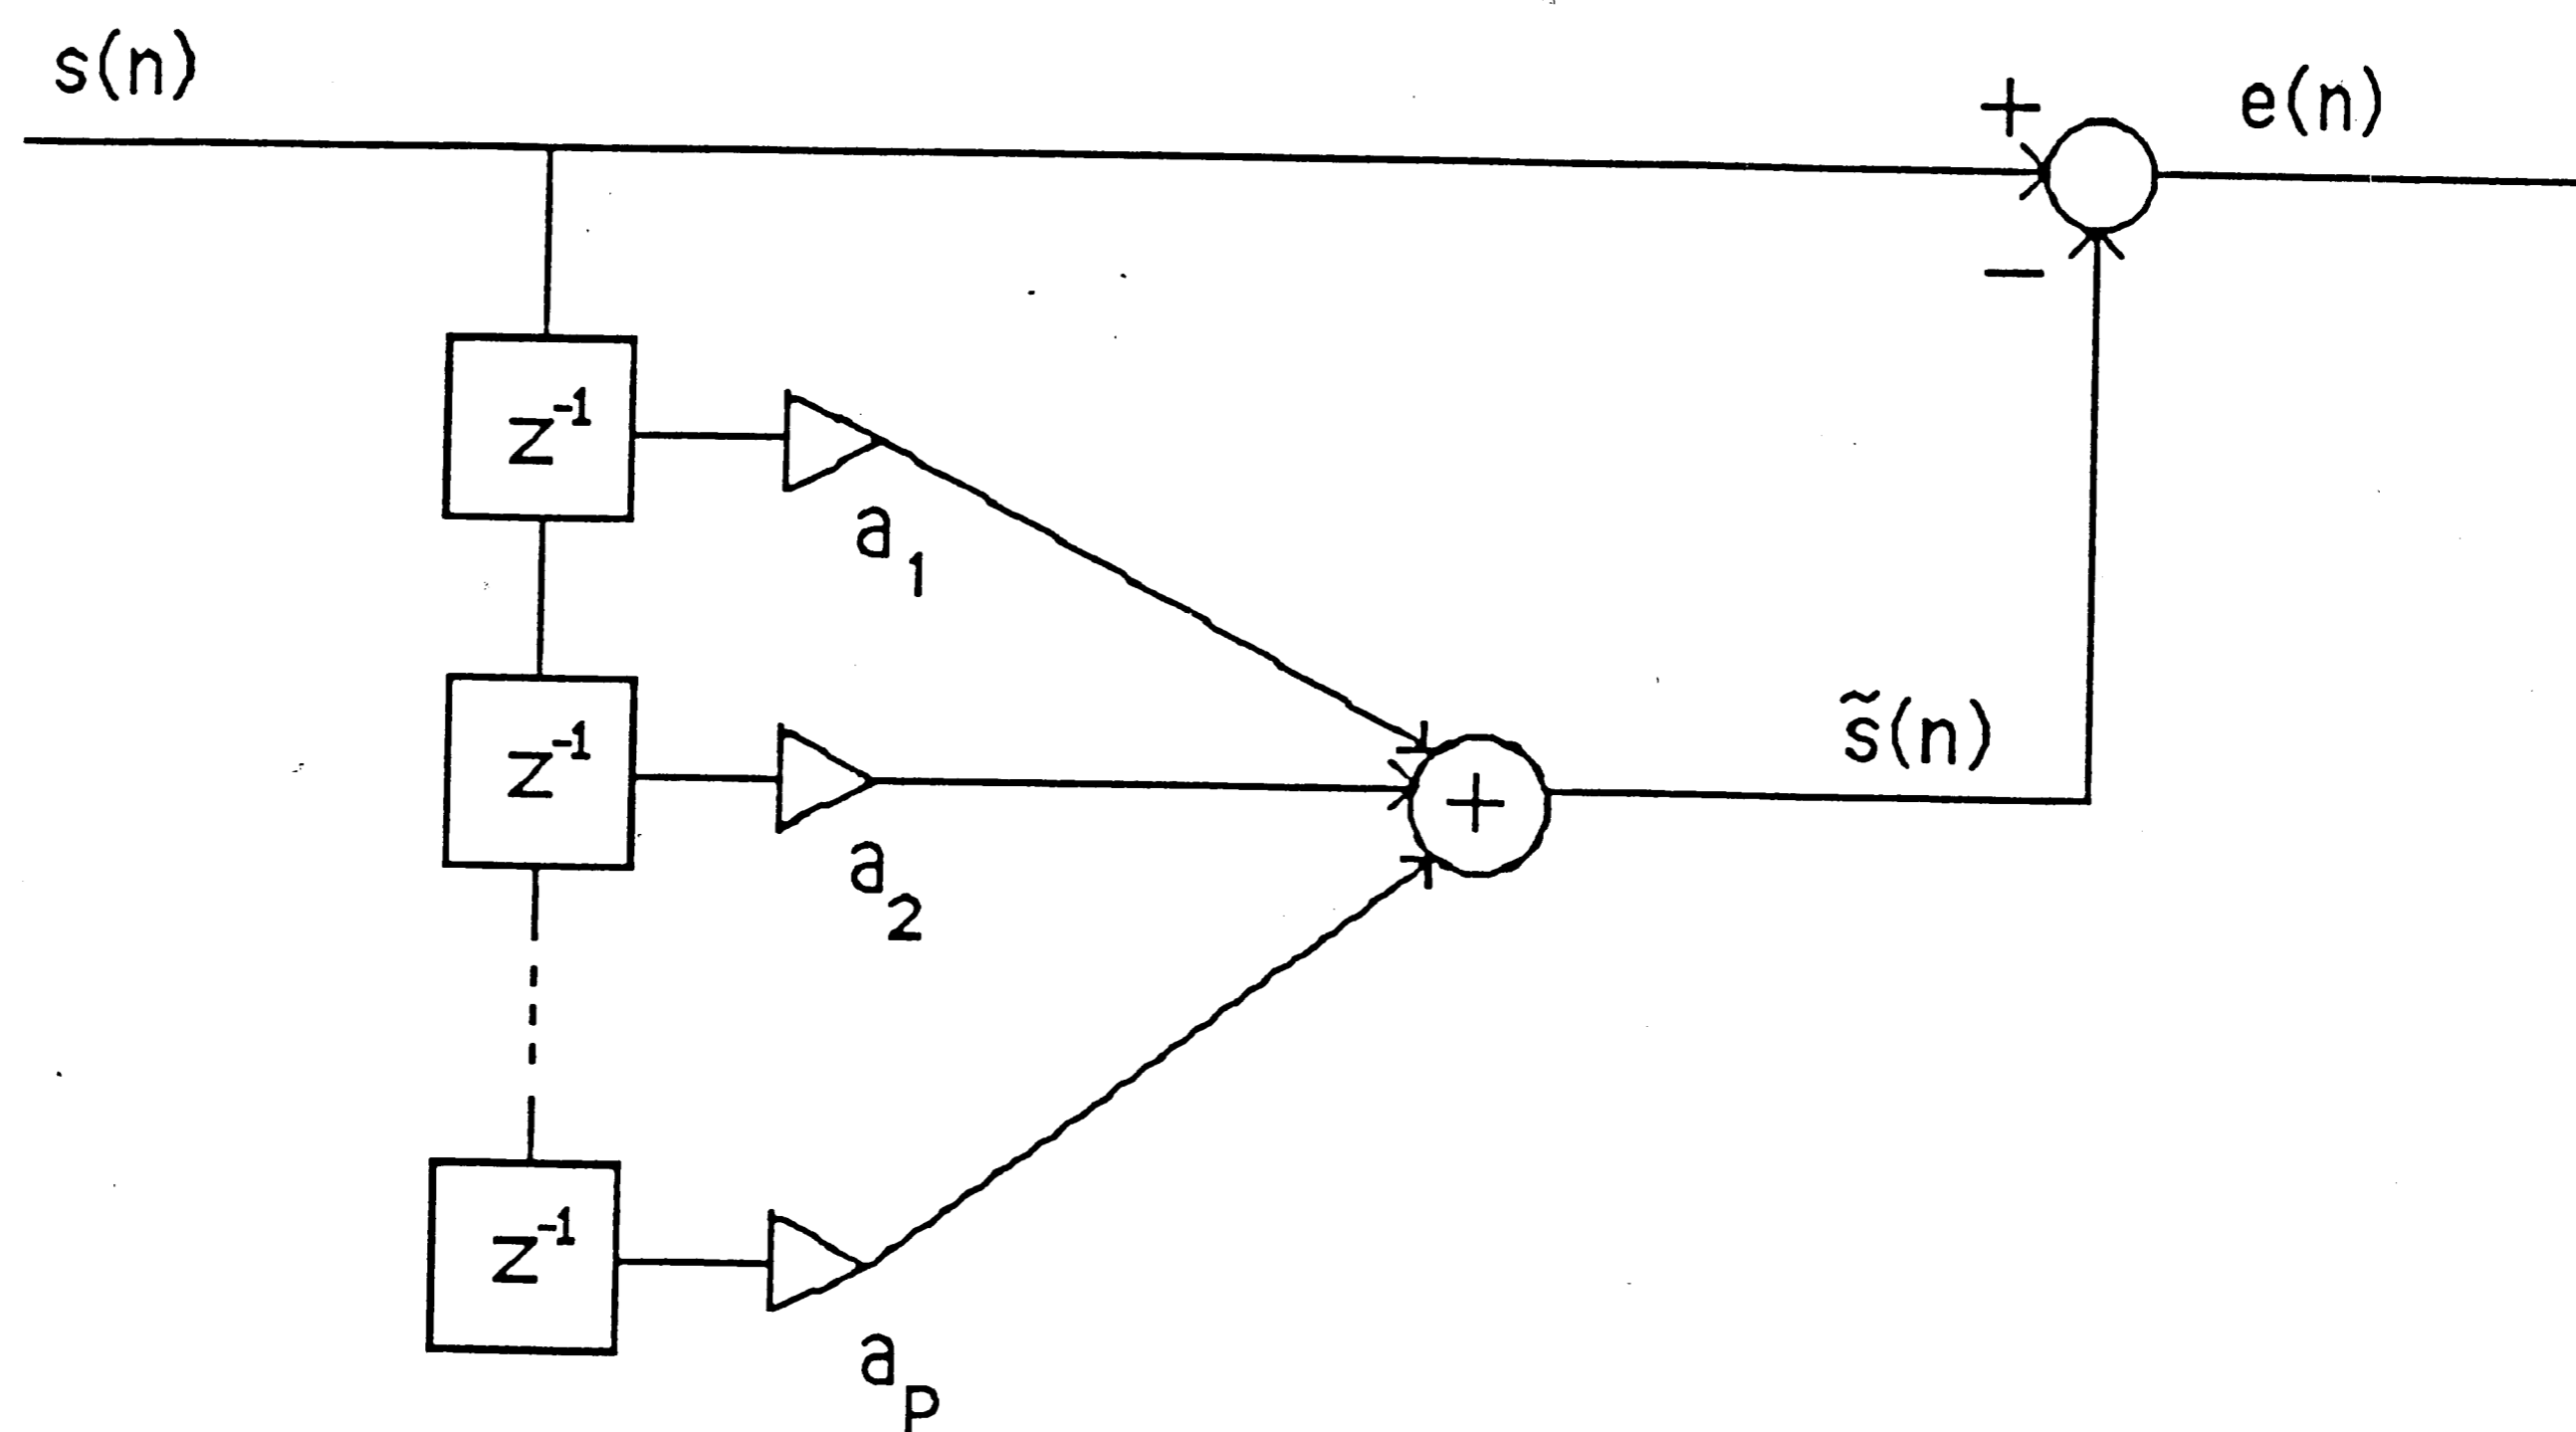 s(n)
+
e(n)
−
z⁻¹
a₁
z⁻¹
a₂
+
s̃(n)
z⁻¹
aₚ